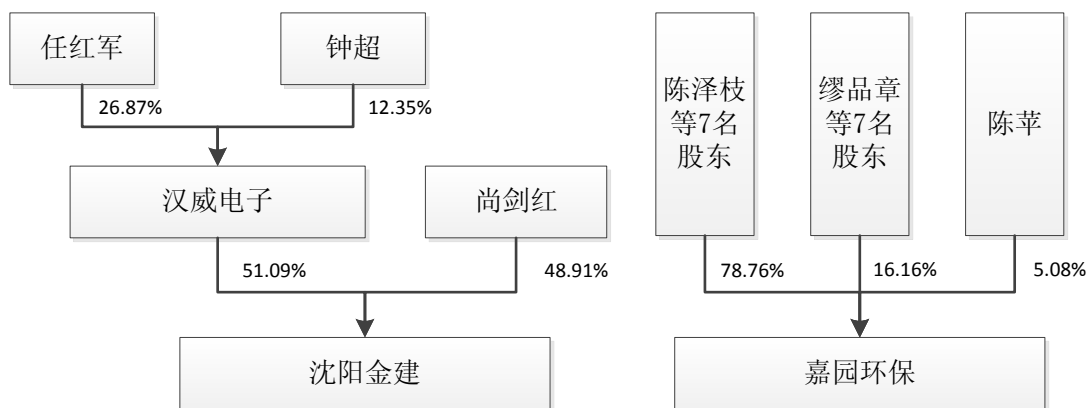 任红军
钟超
26.87%
12.35%
汉威电子
尚剑红
51.09%
48.91%
沈阳金建
陈泽枝
等7名
股东
缪品章
等7名
股东
陈苹
78.76%
16.16%
5.08%
嘉园环保